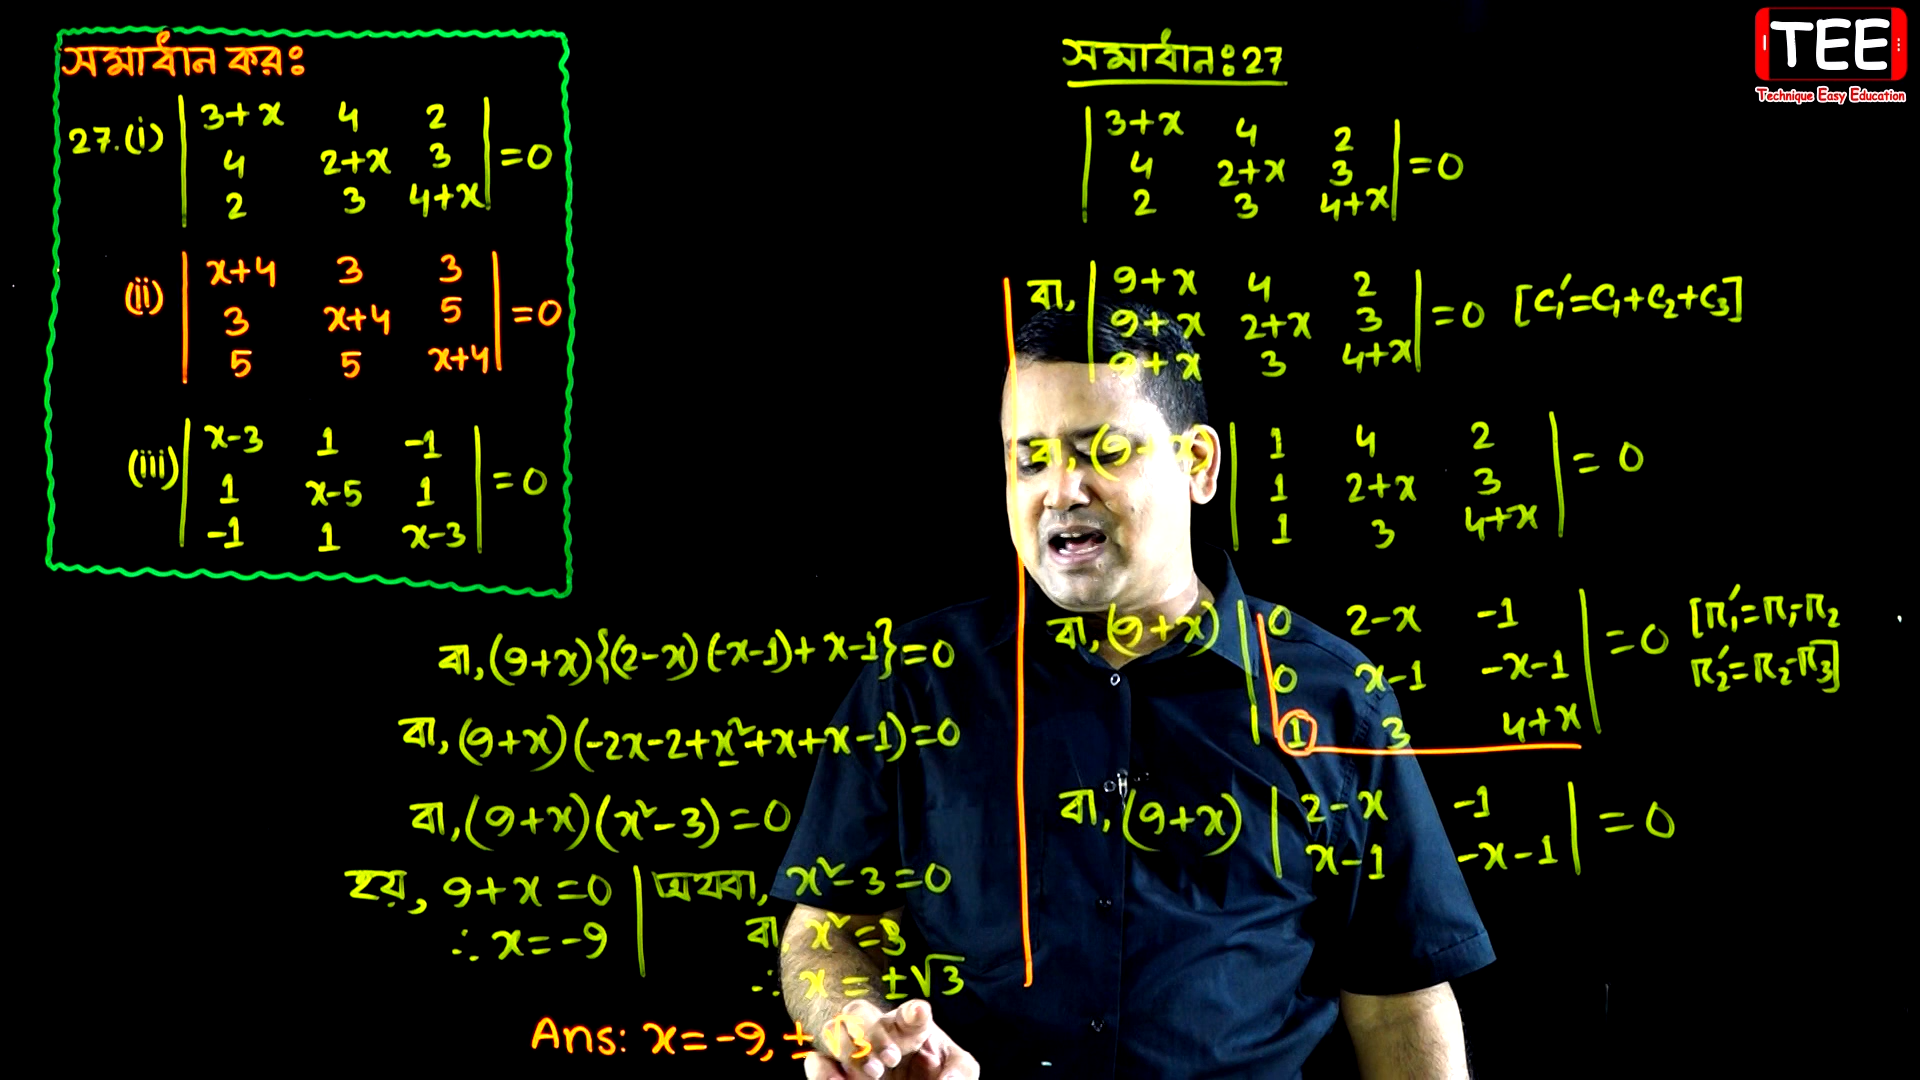 সমাধান করঃ
27.(i) | 3+x 4 2 |
| 4 2+x 3 | =0
| 2 3 4+x |
(ii) | x+4 3 3 |
| 3 x+4 5 | =0
| 5 5 x+4 |
(iii) | x-3 1 -1 |
| 1 x-5 1 | =0
| -1 1 x-3 |
সমাধানঃ27
| 3+x 4 2 |
| 4 2+x 3 | =0
| 2 3 4+x |
বা, | 9+x 4 2 |
| 9+x 2+x 3 | =0 [C₁′=C₁+C₂+C₃]
| 9+x 3 4+x |
বা, (9+x) | 1 4 2 |
| 1 2+x 3 | = 0
| 1 3 4+x |
বা, (9+x) | 0 2-x -1 | [r₁′=r₁-r₂
| 0 x-1 -x-1 | =0 r₂′=r₂-r₃]
| 1 3 4+x |
বা, (9+x) | 2-x -1 |
| x-1 -x-1 | = 0
বা, (9+x){(2-x)(-x-1)+x-1}=0
বা, (9+x)(-2x-2+x²+x+x-1)=0
বা, (9+x)(x²-3)=0
হয়, 9+x=0 | অথবা, x²-3=0
∴ x=-9 | বা, x²=3
∴ x=±√3
Ans: x=-9, ±√3
TEE
Technique Easy Education